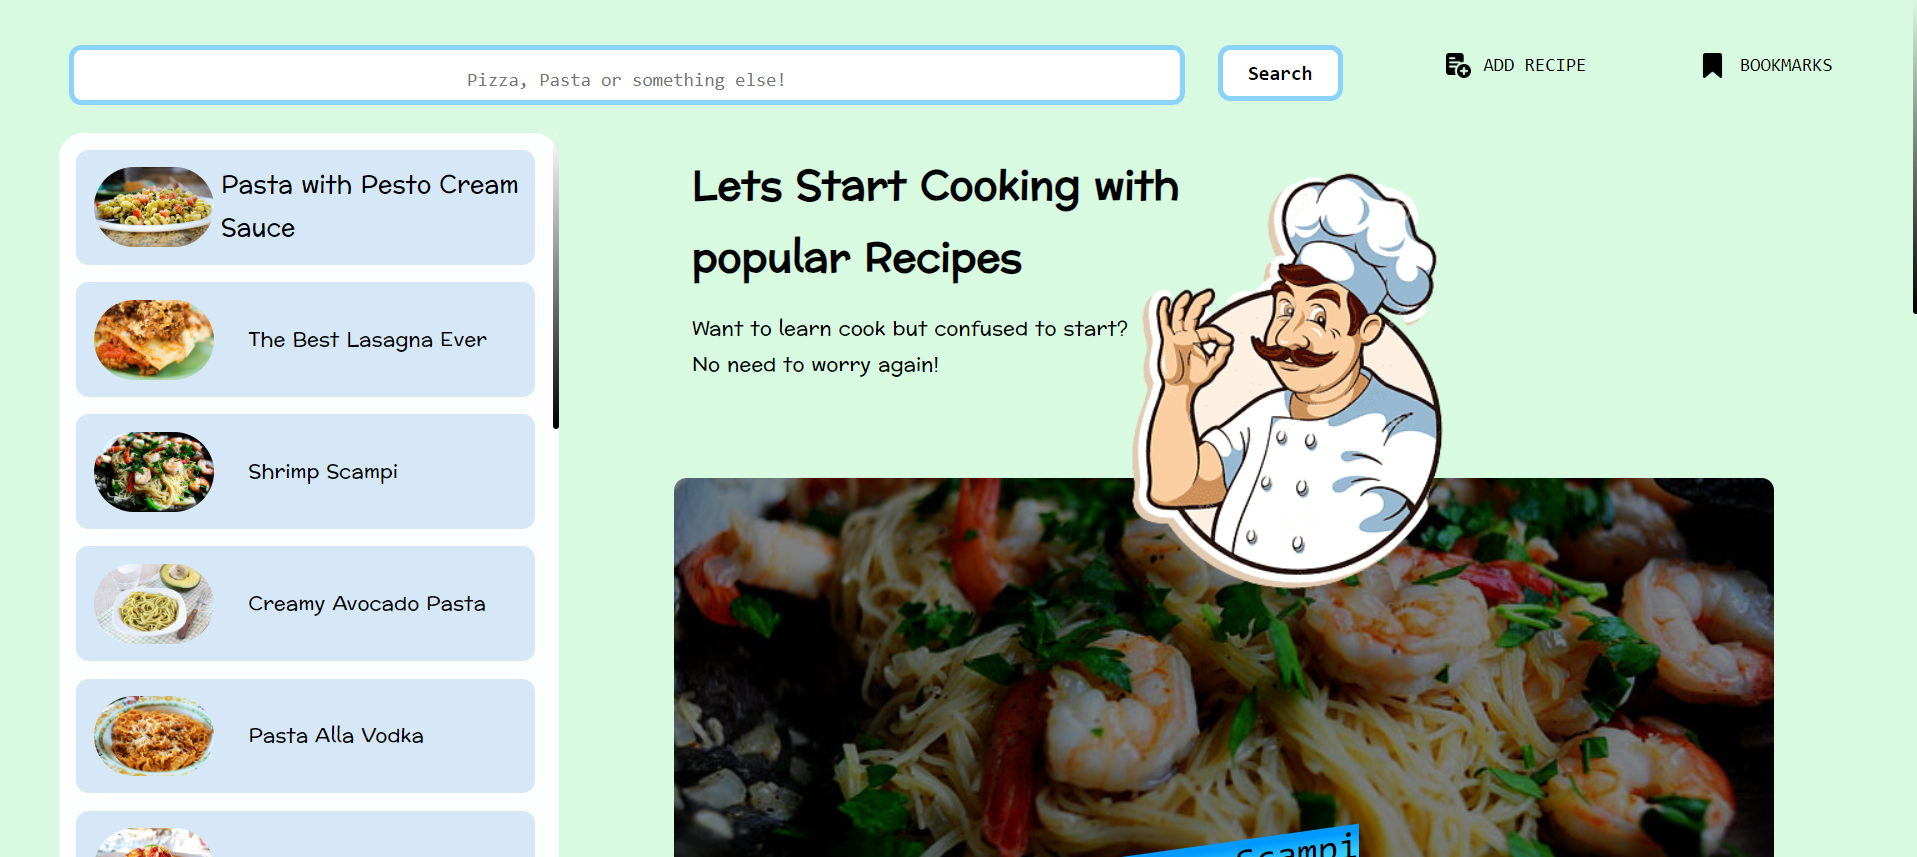 Pizza, Pasta or something else!
Search
ADD RECIPE
BOOKMARKS
Pasta with Pesto Cream
Sauce
The Best Lasagna Ever
Shrimp Scampi
Creamy Avocado Pasta
Pasta Alla Vodka
Lets Start Cooking with
popular Recipes
Want to learn cook but confused to start?
No need to worry again!
Scampi